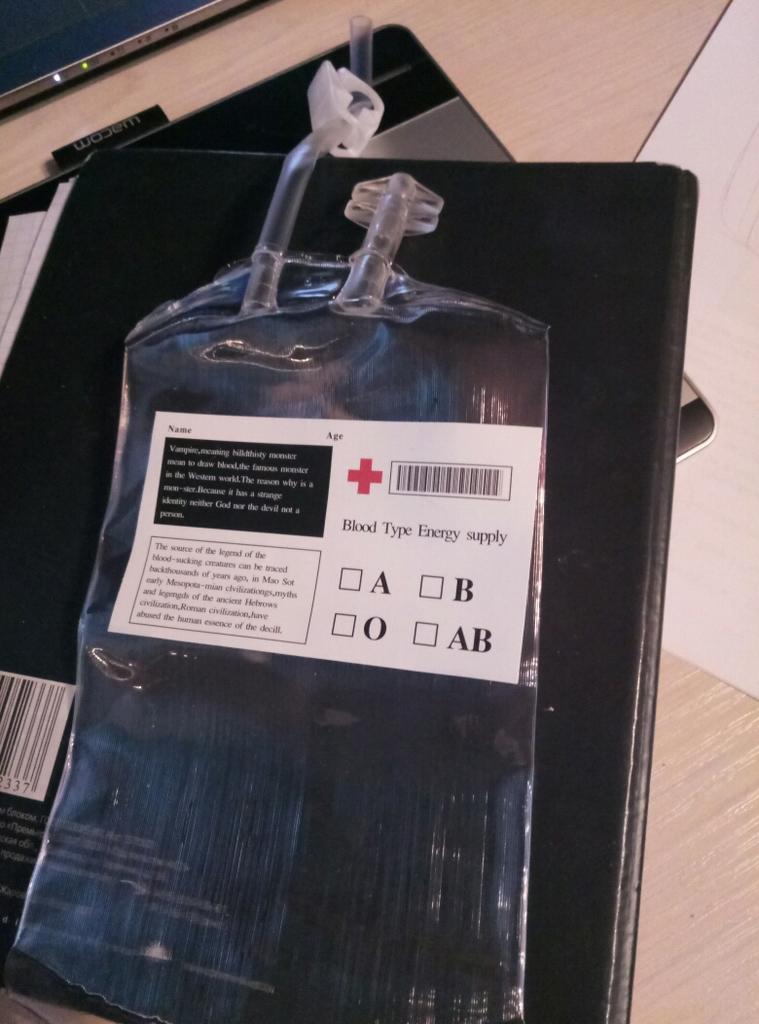 wacom
Name Age
Vampire,meaning billdthisty monster
mean to draw blood,the famous monster
in the Western world.The reason why is a
mon-ster.Because it has a strange
identity neither God nor the devil not a
person.
Blood Type Energy supply
The source of the legend of the
blood-sucking creatures can be traced
backthousands of years ago, in Mao Sot
early Mesopota-mian civilizationgs,myths
and legengds of the ancient Hebrows
civilization,Roman civilization,have
abused the human essence of the decill.
A B
O AB
2337
блоком,